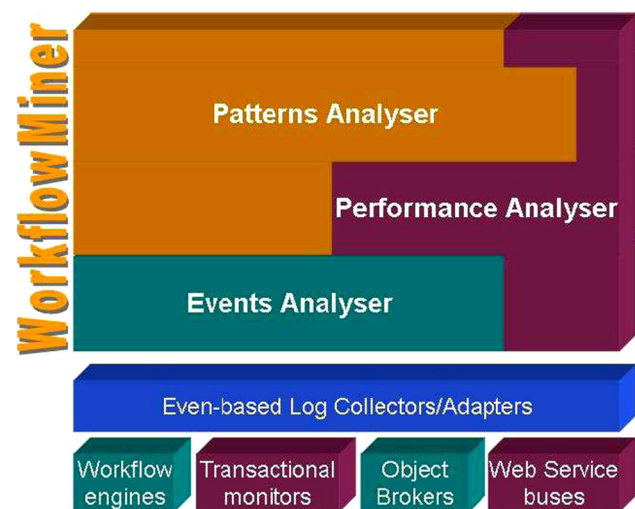 WorkflowMiner
Patterns Analyser
Performance Analyser
Events Analyser
Even-based Log Collectors/Adapters
Workflow
engines
Transactional
monitors
Object
Brokers
Web Service
buses